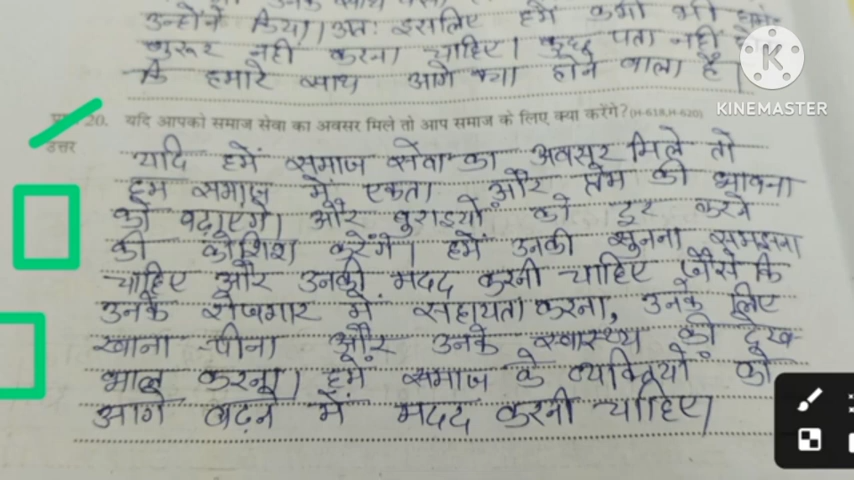 उन्होंने किया। अतः इसलिए हमें कभी भी
गुरूर नहीं करना चाहिए। कुछ पता नहीं
कि हमारे साथ आगे क्या होने वाला है।
KINEMASTER
20. यदि आपको समाज सेवा का अवसर मिले तो आप समाज के लिए क्या करेंगे? (H-618,H-620)
उत्तर
यदि हमें समाज सेवा का अवसर मिले तो
हम समाज में एकता और प्रेम की भावना
को बढ़ाएंगे। और बुराइयों को दूर करने
की कोशिश करेंगे। हमें उनकी सुनना समझना
चाहिए और उनकी मदद करनी चाहिए जैसे कि
उनके रोजगार में सहायता करना, उनके लिए
खाना पीना और उनके स्वास्थ्य की देख
भाल करना। हमें समाज के व्यक्तियों को
आगे बढ़ने में मदद करनी चाहिए।